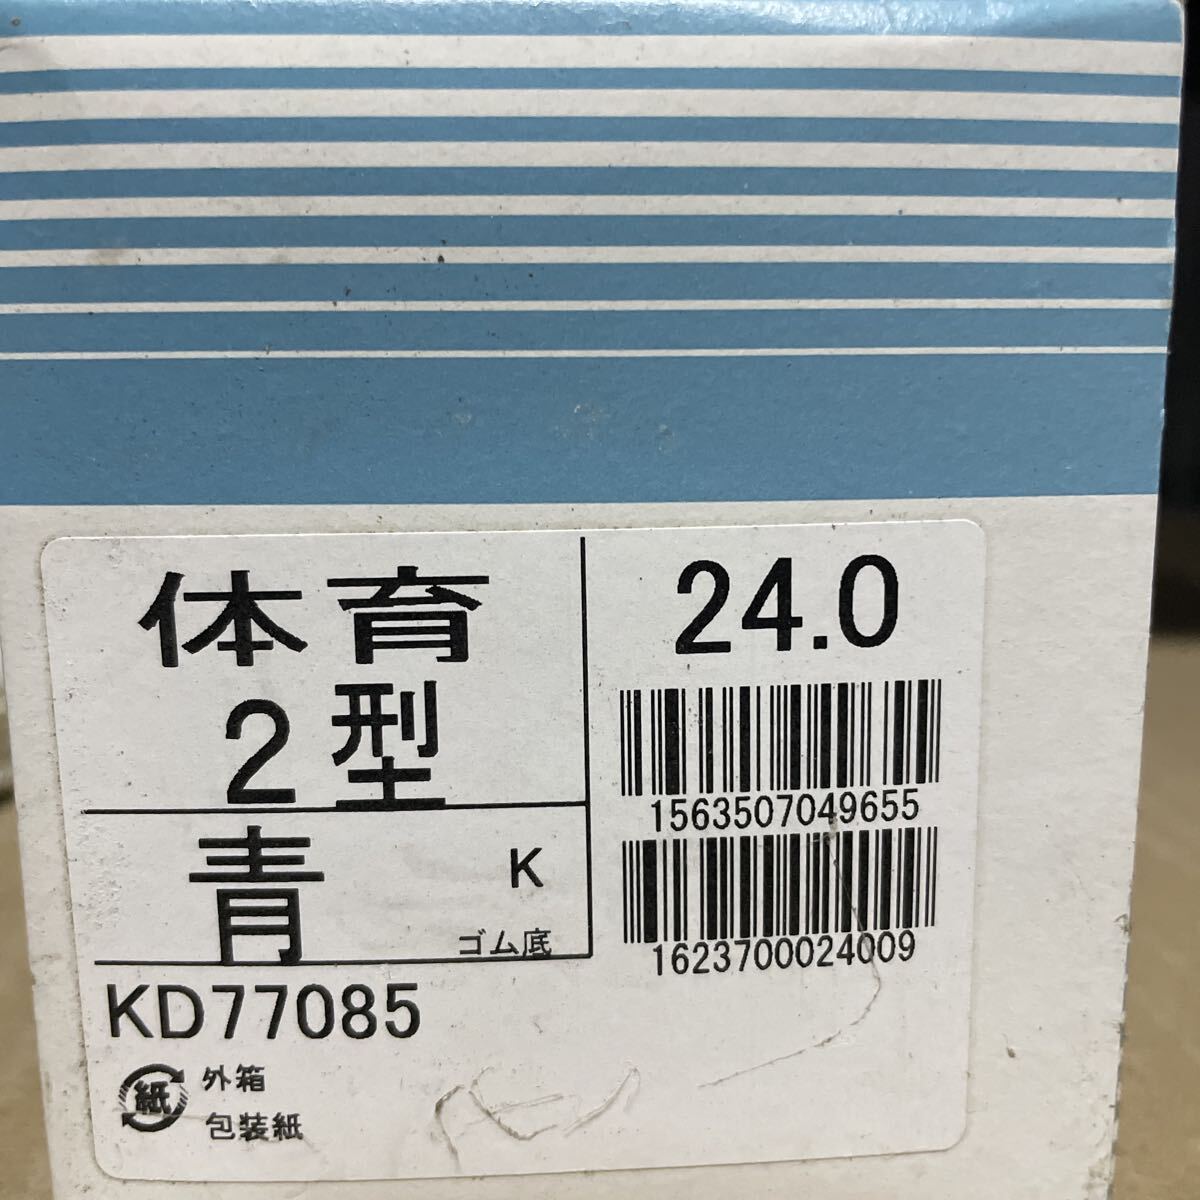 体育
2型
青
K
ゴム底
24.0
1563507049655
1623700024009
KD77085
紙
外箱
包装紙